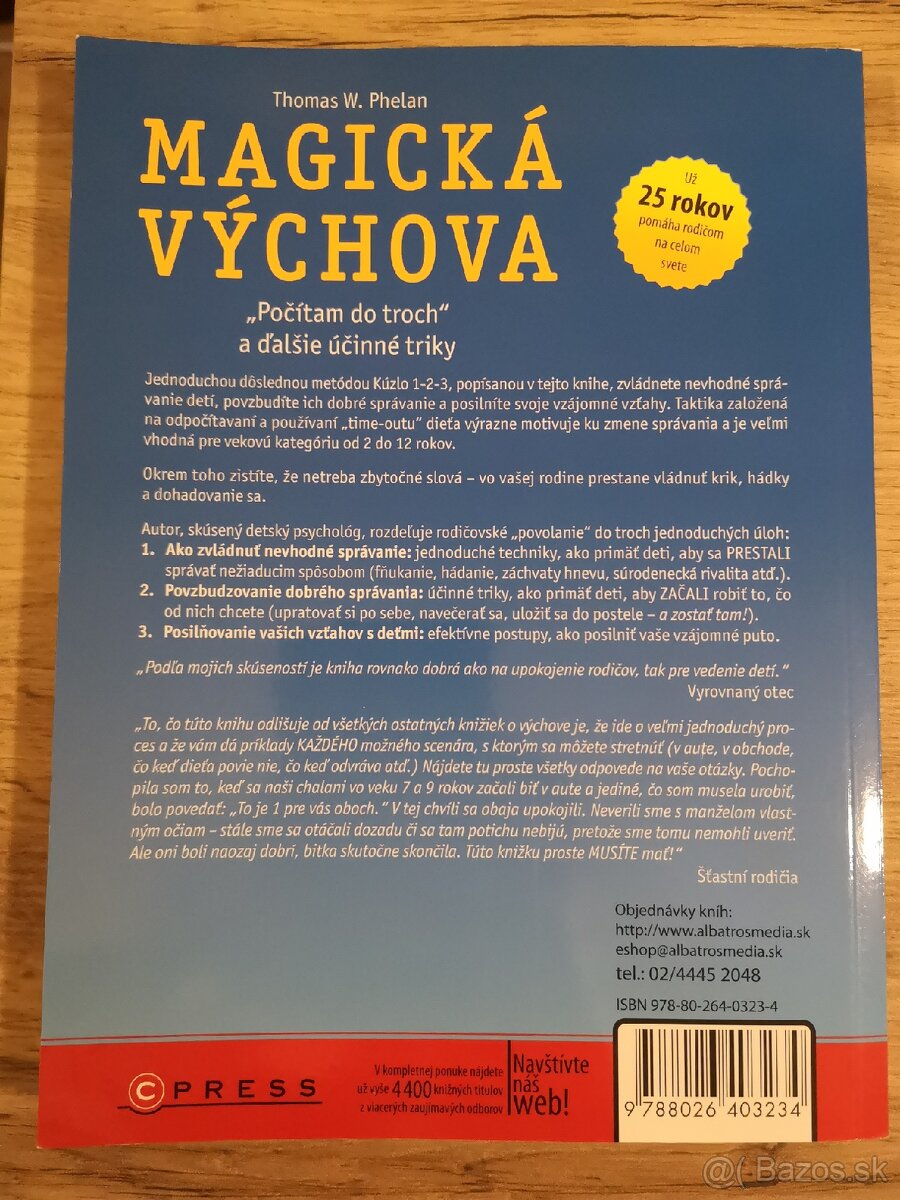 Thomas W. Phelan
MAGICKÁ
VÝCHOVA
Už
25 rokov
pomáha rodičom
na celom
svete
„Počítam do troch“
a ďalšie účinné triky
Jednoduchou dôslednou metódou Kúzlo 1-2-3, popísanou v tejto knihe, zvládnete nevhodné sprá-
vanie detí, povzbudíte ich dobré správanie a posilníte svoje vzájomné vzťahy. Taktika založená
na odpočítavaní a používaní „time-outu“ dieťa výrazne motivuje ku zmene správania a je veľmi
vhodná pre vekovú kategóriu od 2 do 12 rokov.
Okrem toho zistíte, že netreba zbytočné slová – vo vašej rodine prestane vládnuť krik, hádky
a dohadovanie sa.
Autor, skúsený detský psychológ, rozdeľuje rodičovské „povolanie“ do troch jednoduchých úloh:
1. Ako zvládnuť nevhodné správanie: jednoduché techniky, ako primäť deti, aby sa PRESTALI
správať nežiaducim spôsobom (fňukanie, hádanie, záchvaty hnevu, súrodenecká rivalita atď.).
2. Povzbudzovanie dobrého správania: účinné triky, ako primäť deti, aby ZAČALI robiť to, čo
od nich chcete (upratovať si po sebe, navečerať sa, uložiť sa do postele – a zostať tam!).
3. Posilňovanie vašich vzťahov s deťmi: efektívne postupy, ako posilniť vaše vzájomné puto.
„Podľa mojich skúseností je kniha rovnako dobrá ako na upokojenie rodičov, tak pre vedenie detí.“
Vyrovnaný otec
„To, čo túto knihu odlišuje od všetkých ostatných knižiek o výchove je, že ide o veľmi jednoduchý pro-
ces a že vám dá príklady KAŽDÉHO možného scenára, s ktorým sa môžete stretnúť (v aute, v obchode,
čo keď dieťa povie nie, čo keď odvráva atď.) Nájdete tu proste všetky odpovede na vaše otázky. Pocho-
pila som to, keď sa naši chalani vo veku 7 a 9 rokov začali biť v aute a jediné, čo som musela urobiť,
bolo povedať: „To je 1 pre vás oboch.“ V tej chvíli sa obaja upokojili. Neverili sme s manželom vlast-
ným očiam – stále sme sa otáčali dozadu či sa tam potichu nebijú, pretože sme tomu nemohli uveriť.
Ale oni boli naozaj dobrí, bitka skutočne skončila. Túto knižku proste MUSÍTE mať!“
Šťastní rodičia
Objednávky kníh:
http://www.albatrosmedia.sk
eshop@albatrosmedia.sk
tel.: 02/4445 2048
ISBN 978-80-264-0323-4
C PRESS
V kompletnej ponuke nájdete
už vyše 4400 knižných titulov
z viacerých zaujímavých odborov
Navštívte
náš
web!
9 788026 403234
@( Bazos.sk